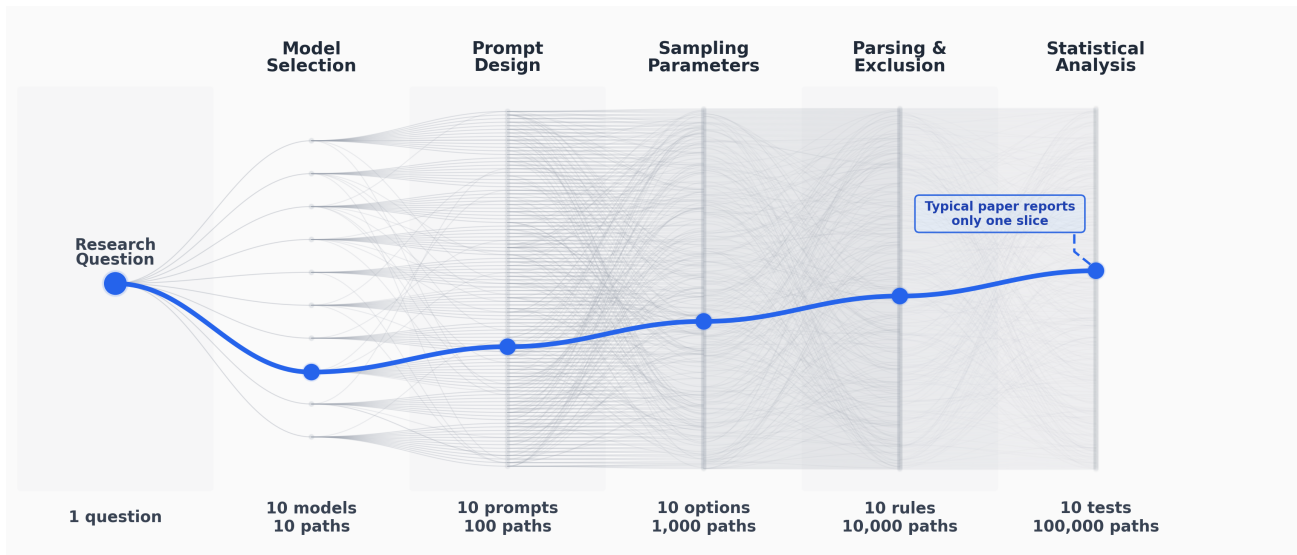 Model
Selection
Prompt
Design
Sampling
Parameters
Parsing &
Exclusion
Statistical
Analysis
Research
Question
Typical paper reports
only one slice
1 question
10 models
10 paths
10 prompts
100 paths
10 options
1,000 paths
10 rules
10,000 paths
10 tests
100,000 paths